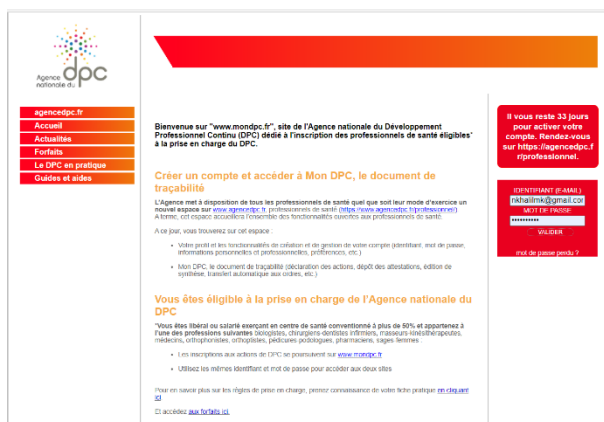 Agence
nationale du dpc
agencedpc.fr
Accueil
Actualités
Forfaits
Le DPC en pratique
Guides et aides
Bienvenue sur "www.mondpc.fr", site de l'Agence nationale du Développement
Professionnel Continu (DPC) dédié à l'inscription des professionnels de santé éligibles*
à la prise en charge du DPC.
Créer un compte et accéder à Mon DPC, le document de
traçabilité
L'Agence met à disposition de tous les professionnels de santé quel que soit leur mode d'exercice un
nouvel espace sur www.agencedpc.fr, professionnels de santé (https://www.agencedpc.fr/professionnel)
A terme, cet espace accueillera l'ensemble des fonctionnalités ouvertes aux professionnels de santé.
A ce jour, vous trouverez sur cet espace :
• Votre profil et les fonctionnalités de création et de gestion de votre compte (identifiant, mot de passe,
informations personnelles et professionnelles, préférences, etc.)
• Mon DPC, le document de traçabilité (déclaration des actions, dépôt des attestations, édition de
synthèse, transfert automatique aux ordres, etc.)
Vous êtes éligible à la prise en charge de l'Agence nationale du
DPC
*Vous êtes libéral ou salarié exerçant en centre de santé conventionné à plus de 50% et appartenez à
l'une des professions suivantes biologistes, chirurgiens-dentistes infirmiers, masseurs-kinésithérapeutes,
médecins, orthophonistes, orthoptistes, pédicures-podologues, pharmaciens, sages femmes :
• Les inscriptions aux actions de DPC se poursuivent sur www.mondpc.fr
• Utilisez les mêmes identifiant et mot de passe pour accéder aux deux sites
Pour en savoir plus sur les règles de prise en charge, prenez connaissance de votre fiche pratique en cliquant
ici.
Et accédez aux forfaits ici.
Il vous reste 33 jours
pour activer votre
compte. Rendez-vous
sur https://agencedpc.f
r/professionnel.
IDENTIFIANT (E-MAIL)
nkhalilmk@gmail.cor
MOT DE PASSE
••••••••••
VALIDER
mot de passe perdu ?